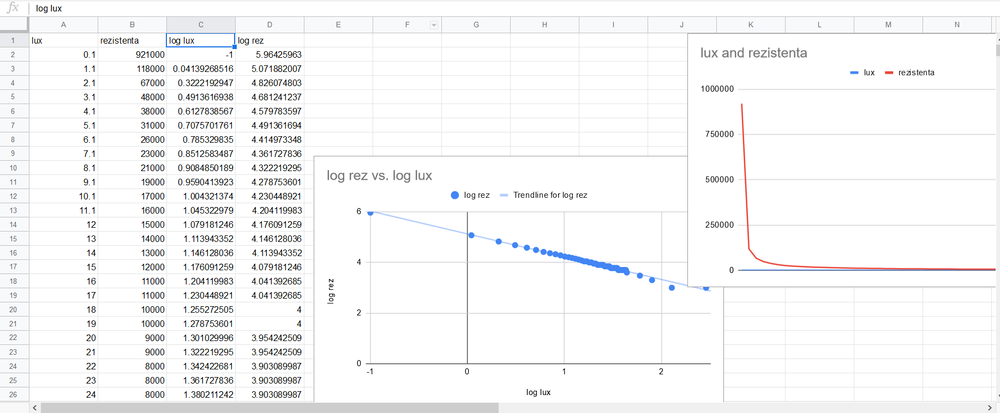 fx log lux
A B C D E F G H I J K L M N
1 lux rezistenta log lux log rez
2 0.1 921000 -1 5.96425963
3 1.1 118000 0.04139268516 5.071882007
4 2.1 67000 0.3222192947 4.826074803
5 3.1 48000 0.4913616938 4.681241237
6 4.1 38000 0.6127838567 4.579783597
7 5.1 31000 0.7075701761 4.491361694
8 6.1 26000 0.785329835 4.414973348
9 7.1 23000 0.8512583487 4.361727836
10 8.1 21000 0.9084850189 4.322219295
11 9.1 19000 0.9590413923 4.278753601
12 10.1 17000 1.004321374 4.230448921
13 11.1 16000 1.045322979 4.204119983
14 12 15000 1.079181246 4.176091259
15 13 14000 1.113943352 4.146128036
16 14 13000 1.146128036 4.113943352
17 15 12000 1.176091259 4.079181246
18 16 11000 1.204119983 4.041392685
19 17 11000 1.230448921 4.041392685
20 18 10000 1.255272505 4
21 19 10000 1.278753601 4
22 20 9000 1.301029996 3.954242509
23 21 9000 1.322219295 3.954242509
24 22 8000 1.342422681 3.903089987
25 23 8000 1.361727836 3.903089987
26 24 8000 1.380211242 3.903089987
log rez vs. log lux
log rez Trendline for log rez
6
4
2
0
log rez
-1 0 1 2
log lux
lux and rezistenta
lux rezistenta
1000000
750000
500000
250000
0